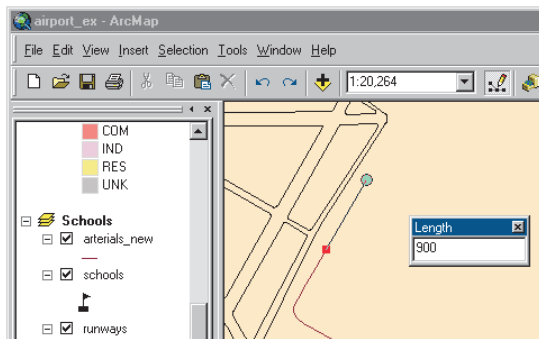 airport_ex - ArcMap
File Edit View Insert Selection Tools Window Help
1:20,264
COM
IND
RES
UNK
Schools
arterials_new
schools
runways
Length
900